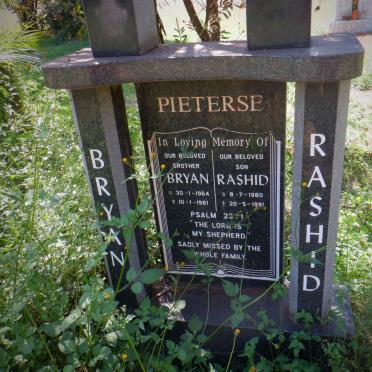 PIETERSE
In Loving Memory Of
OUR BELOVED OUR BELOVED
BROTHER SON
BRYAN RASHID
☆ 30-1-1964 ☆ 8-7-1980
† 10-1-1981 † 20-5-1991
PSALM 23:1
"THE LORD IS
MY SHEPHERD"
SADLY MISSED BY THE
WHOLE FAMILY.
BRYAN
RASHID